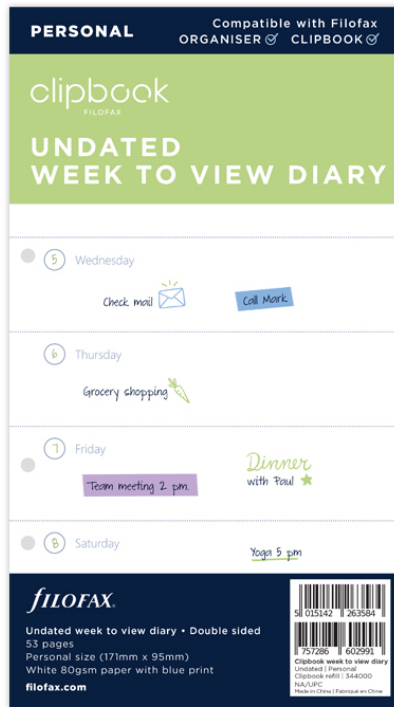 PERSONAL
Compatible with Filofax
ORGANISER CLIPBOOK
clipbook
FILOFAX
UNDATED
WEEK TO VIEW DIARY
5 Wednesday
Check mail
Call Mark
6 Thursday
Grocery shopping
7 Friday
Team meeting 2 pm.
Dinner
with Paul
8 Saturday
Yoga 5 pm
FILOFAX.
Undated week to view diary • Double sided
53 pages
Personal size (171mm x 95mm)
White 80gsm paper with blue print
filofax.com
5 015142 263584
7 57286 602991
Clipbook week to view diary
Undated | Personal
Clipbook refill | 344000
NA/UPC
Made in China | Fabriqué en Chine